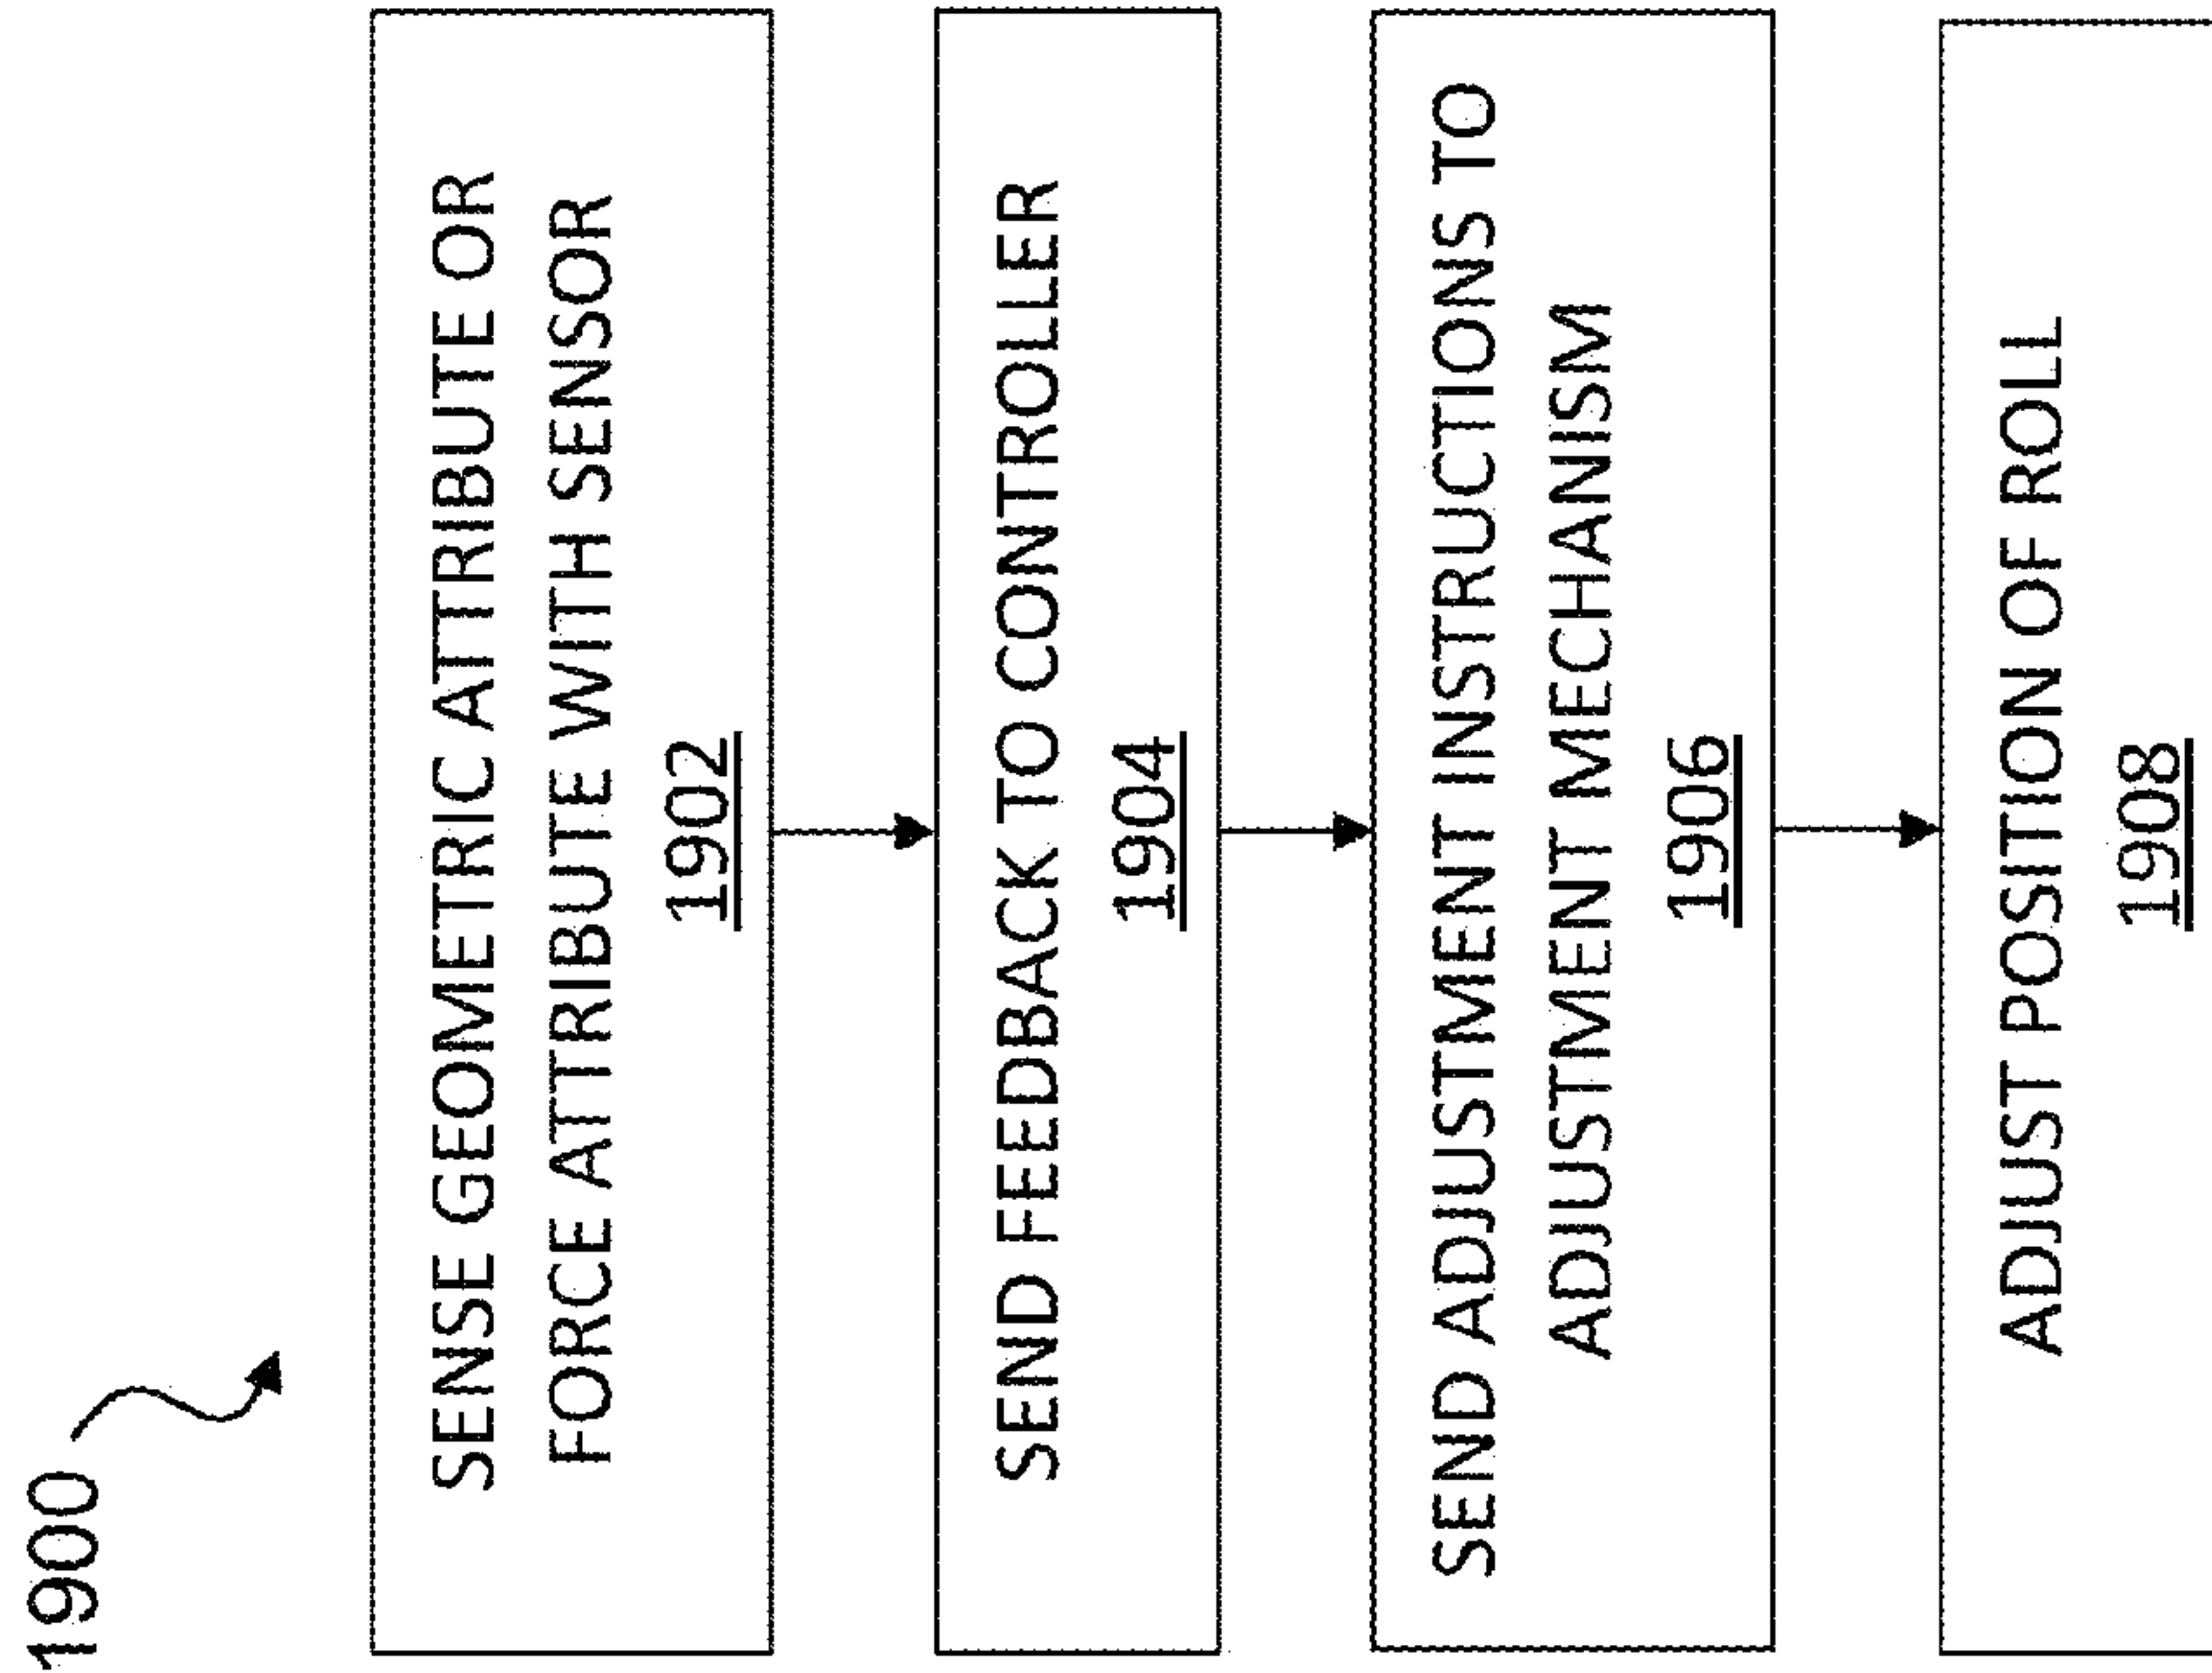 1900
SENSE GEOMETRIC ATTRIBUTE OR
FORCE ATTRIBUTE WITH SENSOR
1902
SEND FEEDBACK TO CONTROLLER
1904
SEND ADJUSTMENT INSTRUCTIONS TO
ADJUSTMENT MECHANISM
1906
ADJUST POSITION OF ROLL
1908